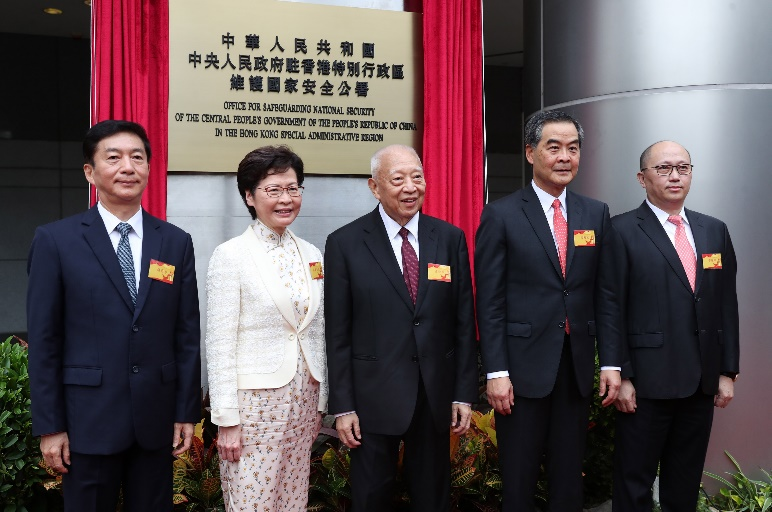 中華人民共和國
中央人民政府駐香港特別行政區
維護國家安全公署
OFFICE FOR SAFEGUARDING NATIONAL SECURITY
OF THE CENTRAL PEOPLE'S GOVERNMENT OF THE PEOPLE'S REPUBLIC OF CHINA
IN THE HONG KONG SPECIAL ADMINISTRATIVE REGION